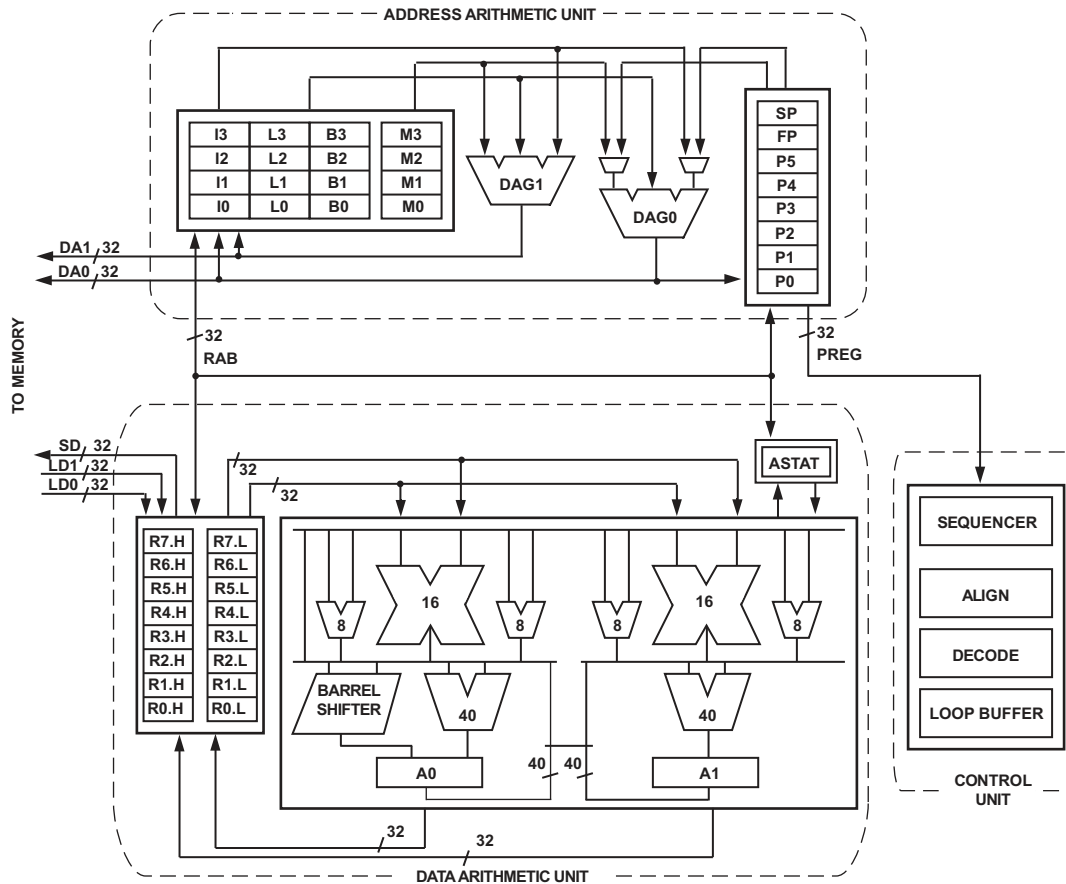 ADDRESS ARITHMETIC UNIT
I3 L3 B3 M3
I2 L2 B2 M2
I1 L1 B1 M1
I0 L0 B0 M0
DAG1
DAG0
SP
FP
P5
P4
P3
P2
P1
P0
DA1 32
DA0 32
TO MEMORY
32
RAB
32
PREG
SD 32
LD1 32
LD0 32
32
32
ASTAT
R7.H R7.L
R6.H R6.L
R5.H R5.L
R4.H R4.L
R3.H R3.L
R2.H R2.L
R1.H R1.L
R0.H R0.L
8 16 8 8 16 8
BARREL
SHIFTER
40
40
A0
40 40
A1
32
32
DATA ARITHMETIC UNIT
SEQUENCER
ALIGN
DECODE
LOOP BUFFER
CONTROL
UNIT